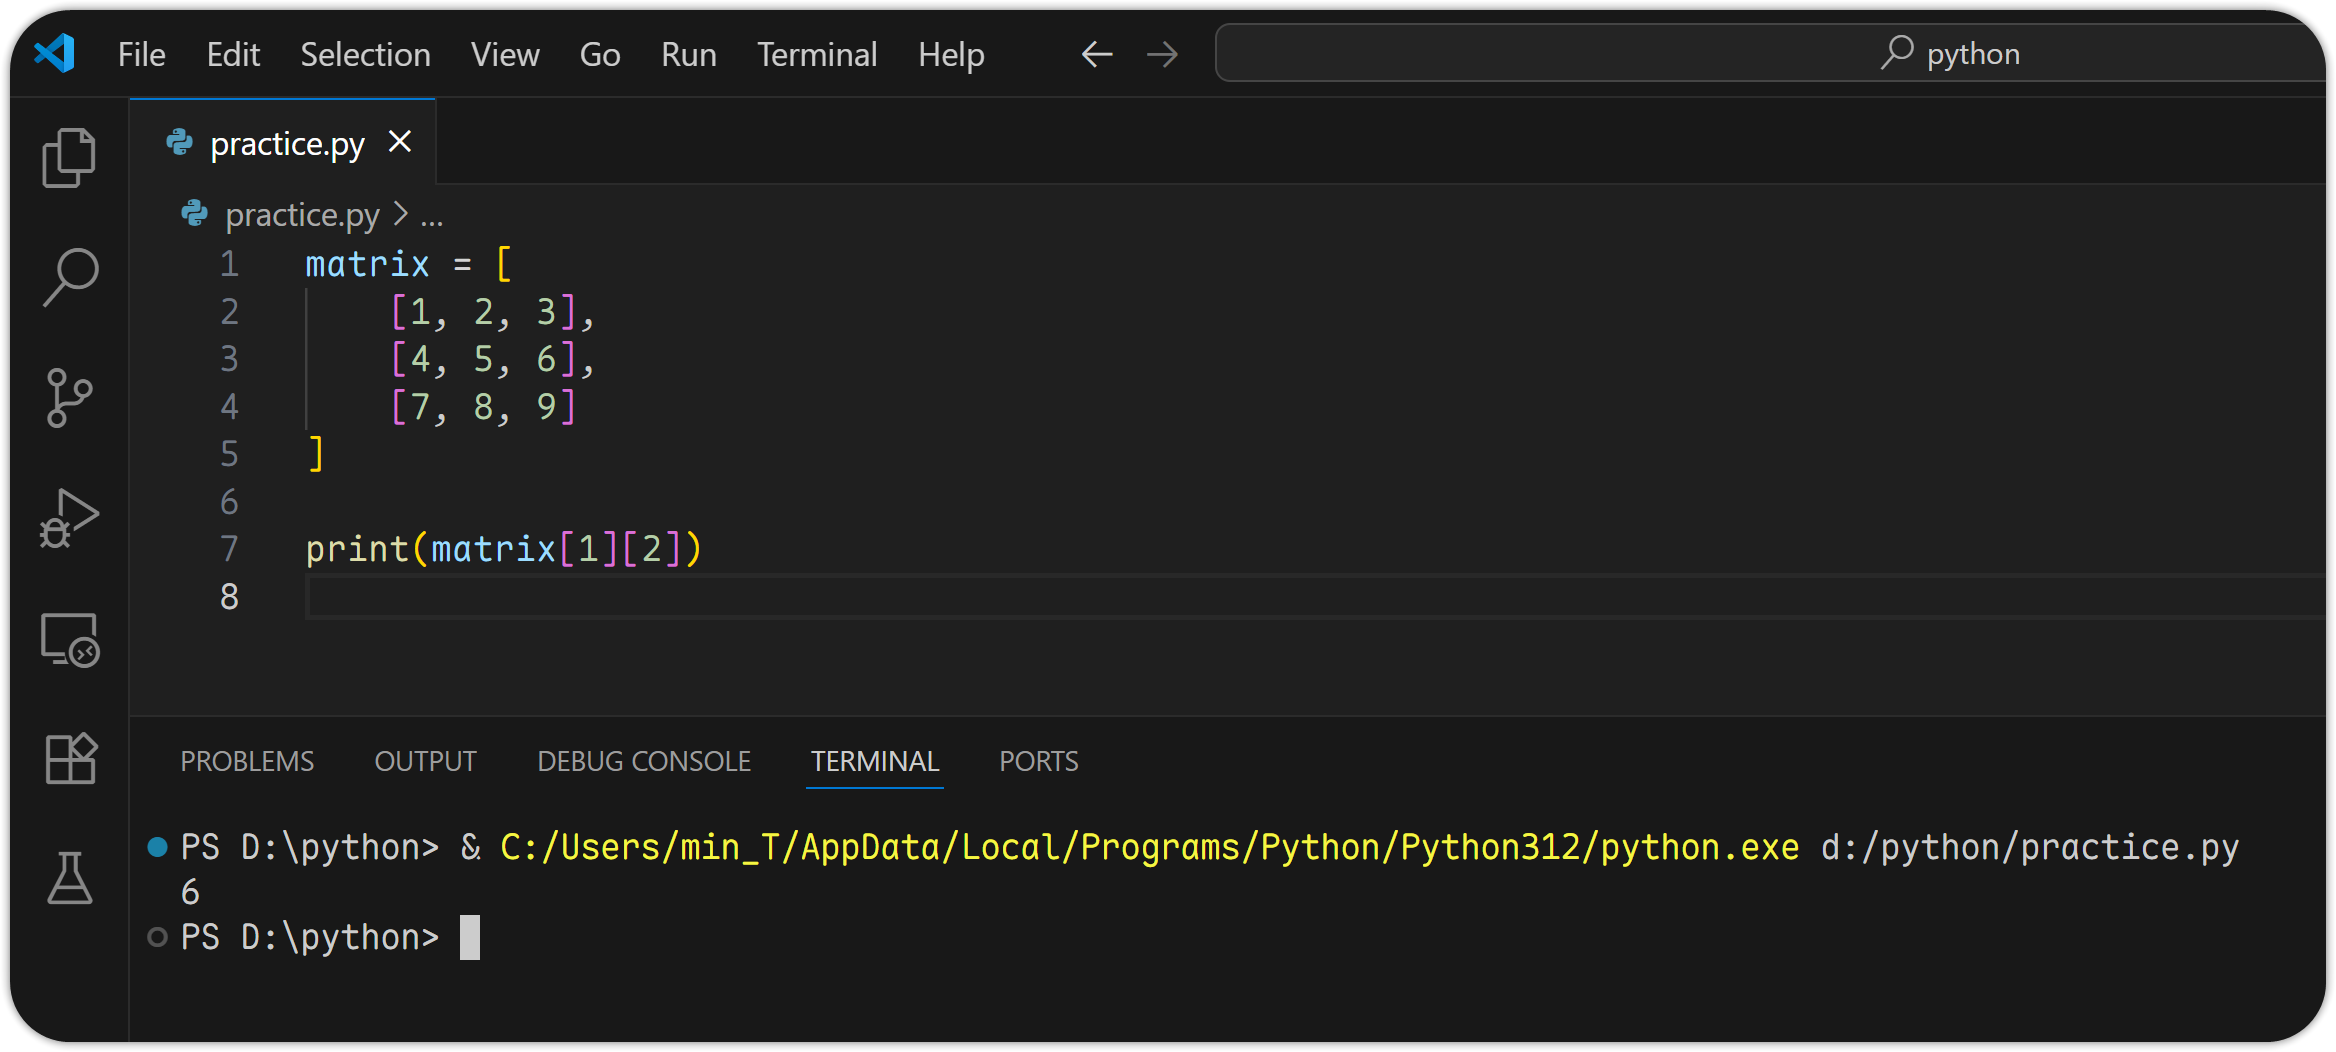 File Edit Selection View Go Run Terminal Help python
practice.py
practice.py > ...
1 matrix = [
2     [1, 2, 3],
3     [4, 5, 6],
4     [7, 8, 9]
5 ]
6
7 print(matrix[1][2])
8
PROBLEMS OUTPUT DEBUG CONSOLE TERMINAL PORTS
PS D:\python> & C:/Users/min_T/AppData/Local/Programs/Python/Python312/python.exe d:/python/practice.py
6
PS D:\python>